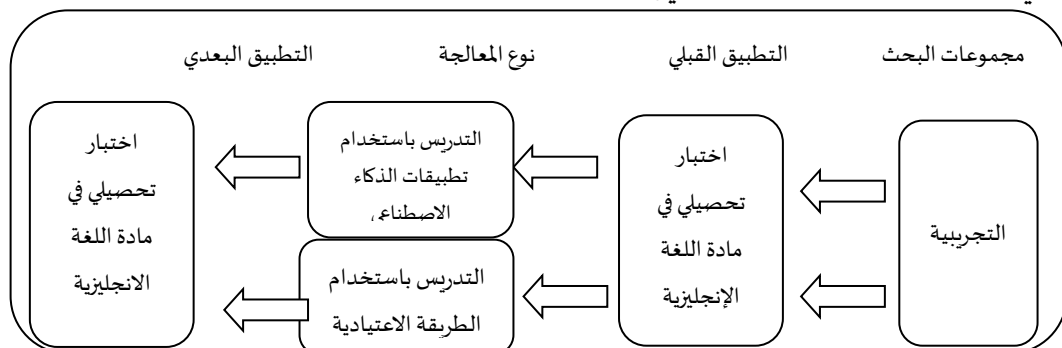 مجموعات البحث
التطبيق القبلي
نوع المعالجة
التطبيق البعدي
التجريبية
اختبار
تحصيلي في
مادة اللغة
الإنجليزية
التدريس باستخدام
تطبيقات الذكاء
الاصطناعي
التدريس باستخدام
الطريقة الاعتيادية
اختبار
تحصيلي في
مادة اللغة
الانجليزية